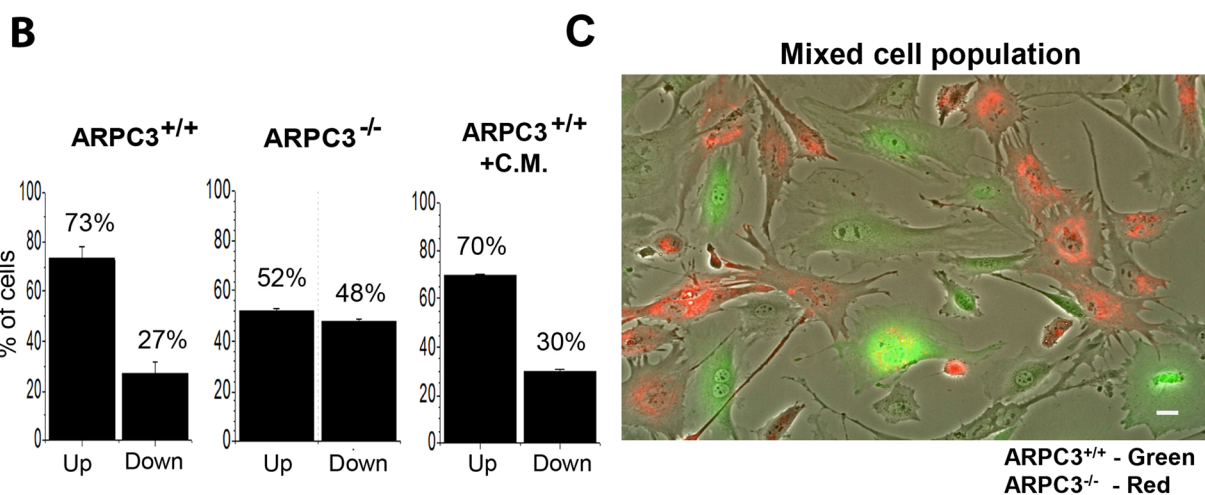 B
ARPC3+/+
100
80
60
40
20
0
% of cells
73%
27%
Up Down
ARPC3-/-
100
80
60
40
20
0
52%
48%
Up Down
ARPC3+/+
+C.M.
100
80
60
40
20
0
70%
30%
Up Down
C
Mixed cell population
ARPC3+/+ - Green
ARPC3-/- - Red